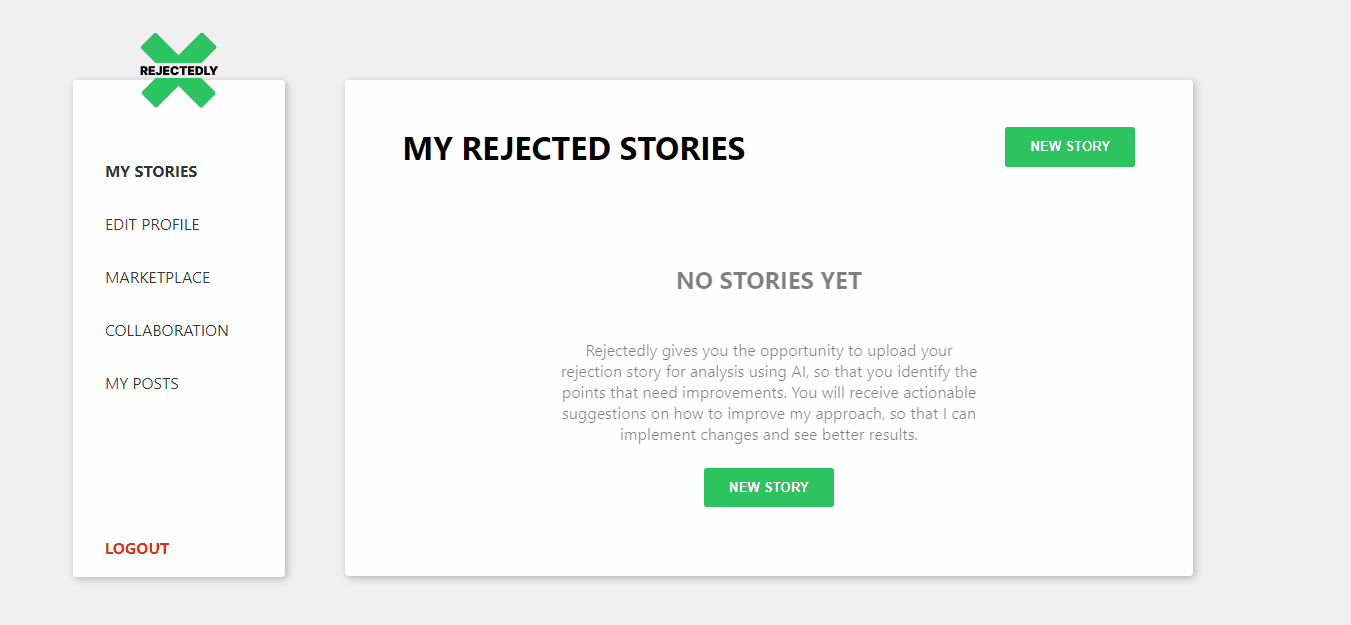 REJECTEDLY
MY STORIES
EDIT PROFILE
MARKETPLACE
COLLABORATION
MY POSTS
LOGOUT
MY REJECTED STORIES
NEW STORY
NO STORIES YET
Rejectedly gives you the opportunity to upload your
rejection story for analysis using AI, so that you identify the
points that need improvements. You will receive actionable
suggestions on how to improve my approach, so that I can
implement changes and see better results.
NEW STORY